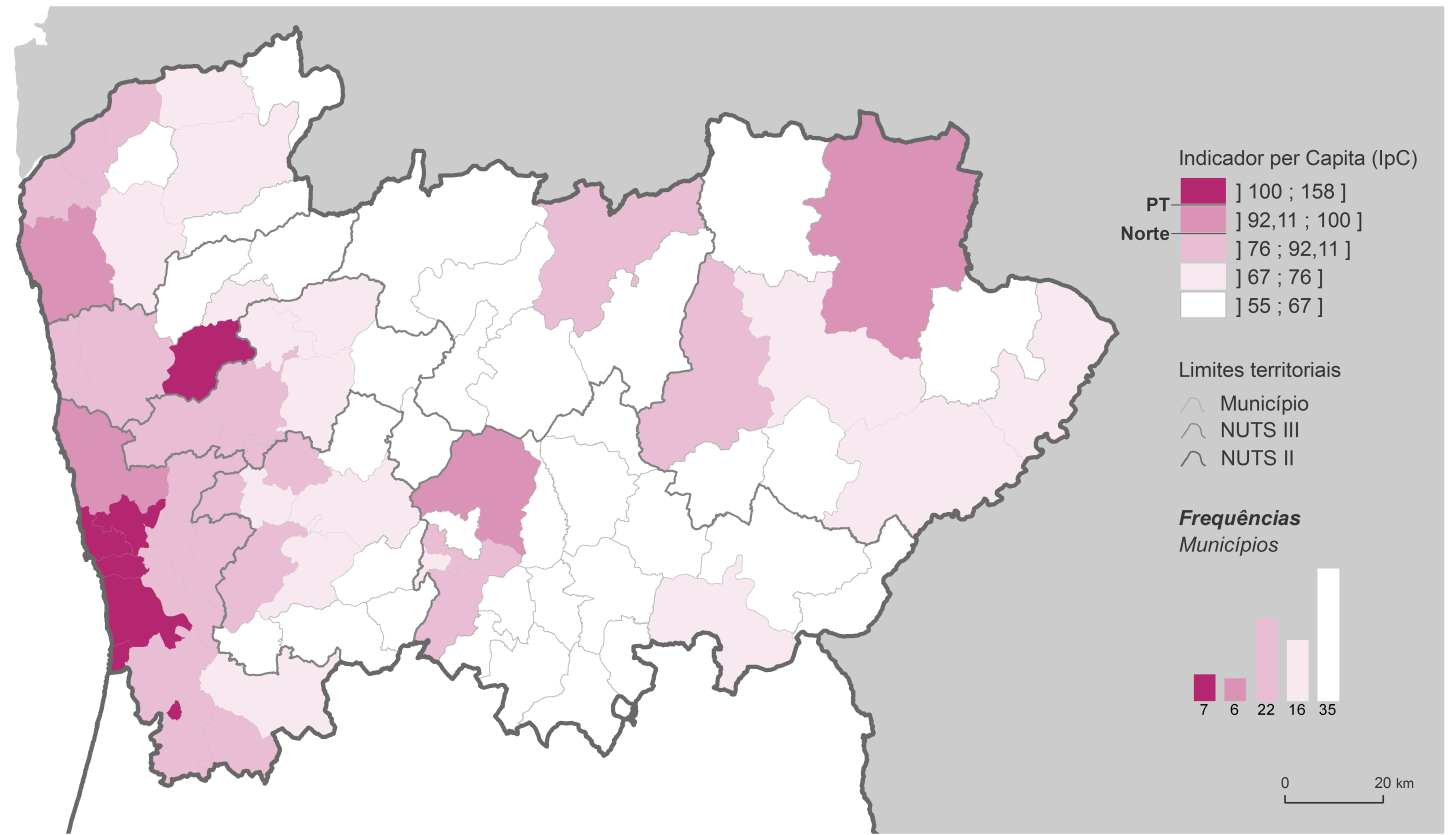 Indicador per Capita (IpC)
] 100 ; 158 ]
PT
] 92,11 ; 100 ]
Norte
] 76 ; 92,11 ]
] 67 ; 76 ]
] 55 ; 67 ]
Limites territoriais
Município
NUTS III
NUTS II
Frequências
Municípios
7 6 22 16 35
0 20 km